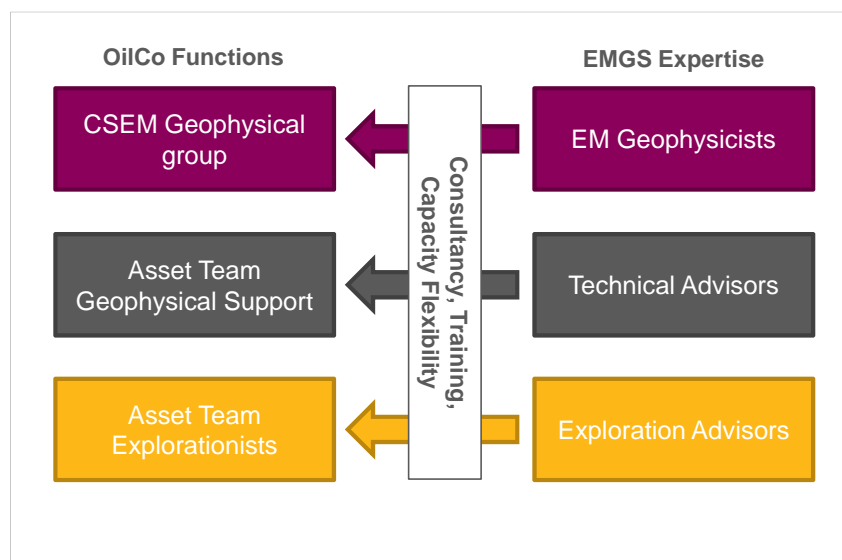 OilCo Functions
EMGS Expertise
CSEM Geophysical
group
EM Geophysicists
Consultancy, Training,
Capacity Flexibility
Asset Team
Geophysical Support
Technical Advisors
Asset Team
Explorationists
Exploration Advisors